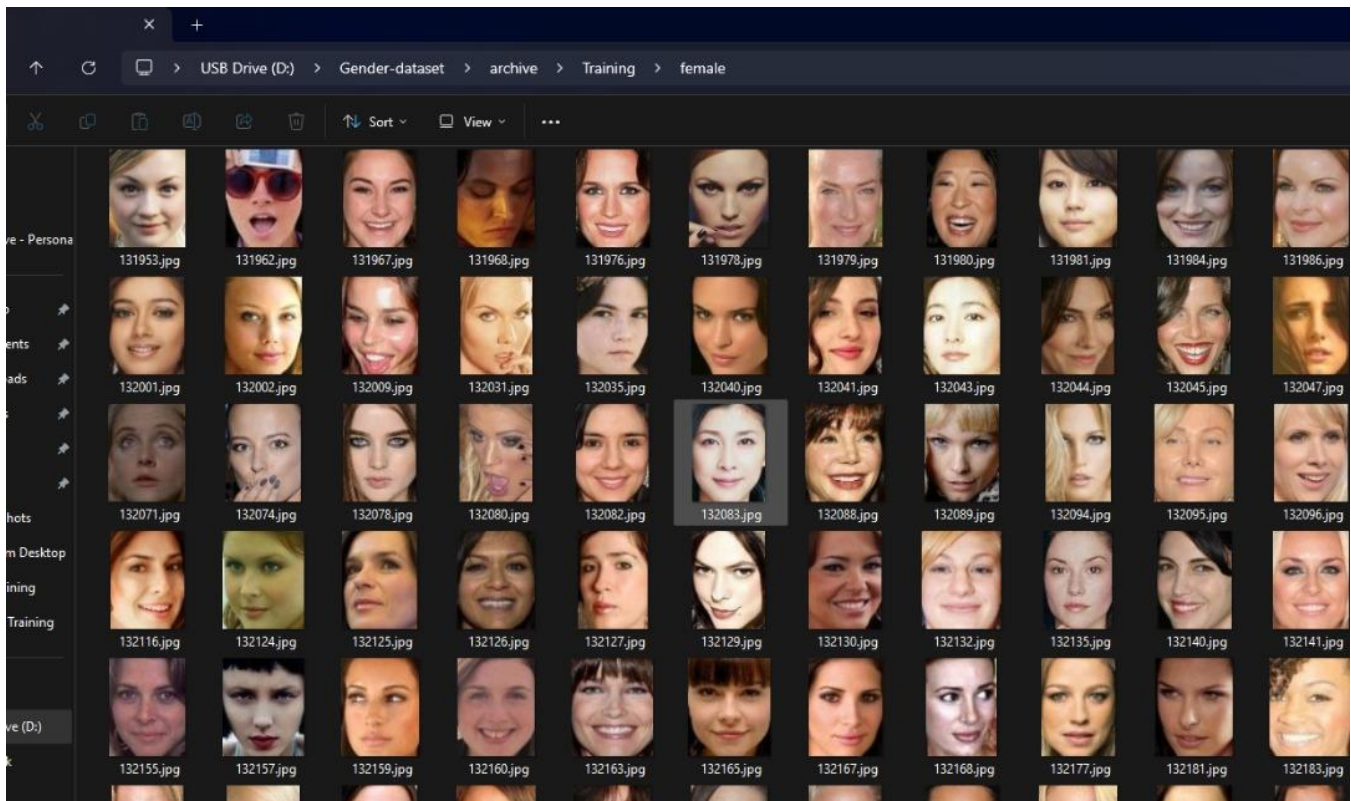 USB Drive (D:) > Gender-dataset > archive > Training > female
Sort View
ve - Persona
131953.jpg 131962.jpg 131967.jpg 131968.jpg 131976.jpg 131978.jpg 131979.jpg 131980.jpg 131981.jpg 131984.jpg 131986.jpg
ents
132001.jpg 132002.jpg 132009.jpg 132031.jpg 132035.jpg 132040.jpg 132041.jpg 132043.jpg 132044.jpg 132045.jpg 132047.jpg
ads
132071.jpg 132074.jpg 132078.jpg 132080.jpg 132082.jpg 132083.jpg 132088.jpg 132089.jpg 132094.jpg 132095.jpg 132096.jpg
hots
m Desktop
ining
Training
132116.jpg 132124.jpg 132125.jpg 132126.jpg 132127.jpg 132129.jpg 132130.jpg 132132.jpg 132135.jpg 132140.jpg 132141.jpg
ve (D:)
132155.jpg 132157.jpg 132159.jpg 132160.jpg 132163.jpg 132165.jpg 132167.jpg 132168.jpg 132177.jpg 132181.jpg 132183.jpg